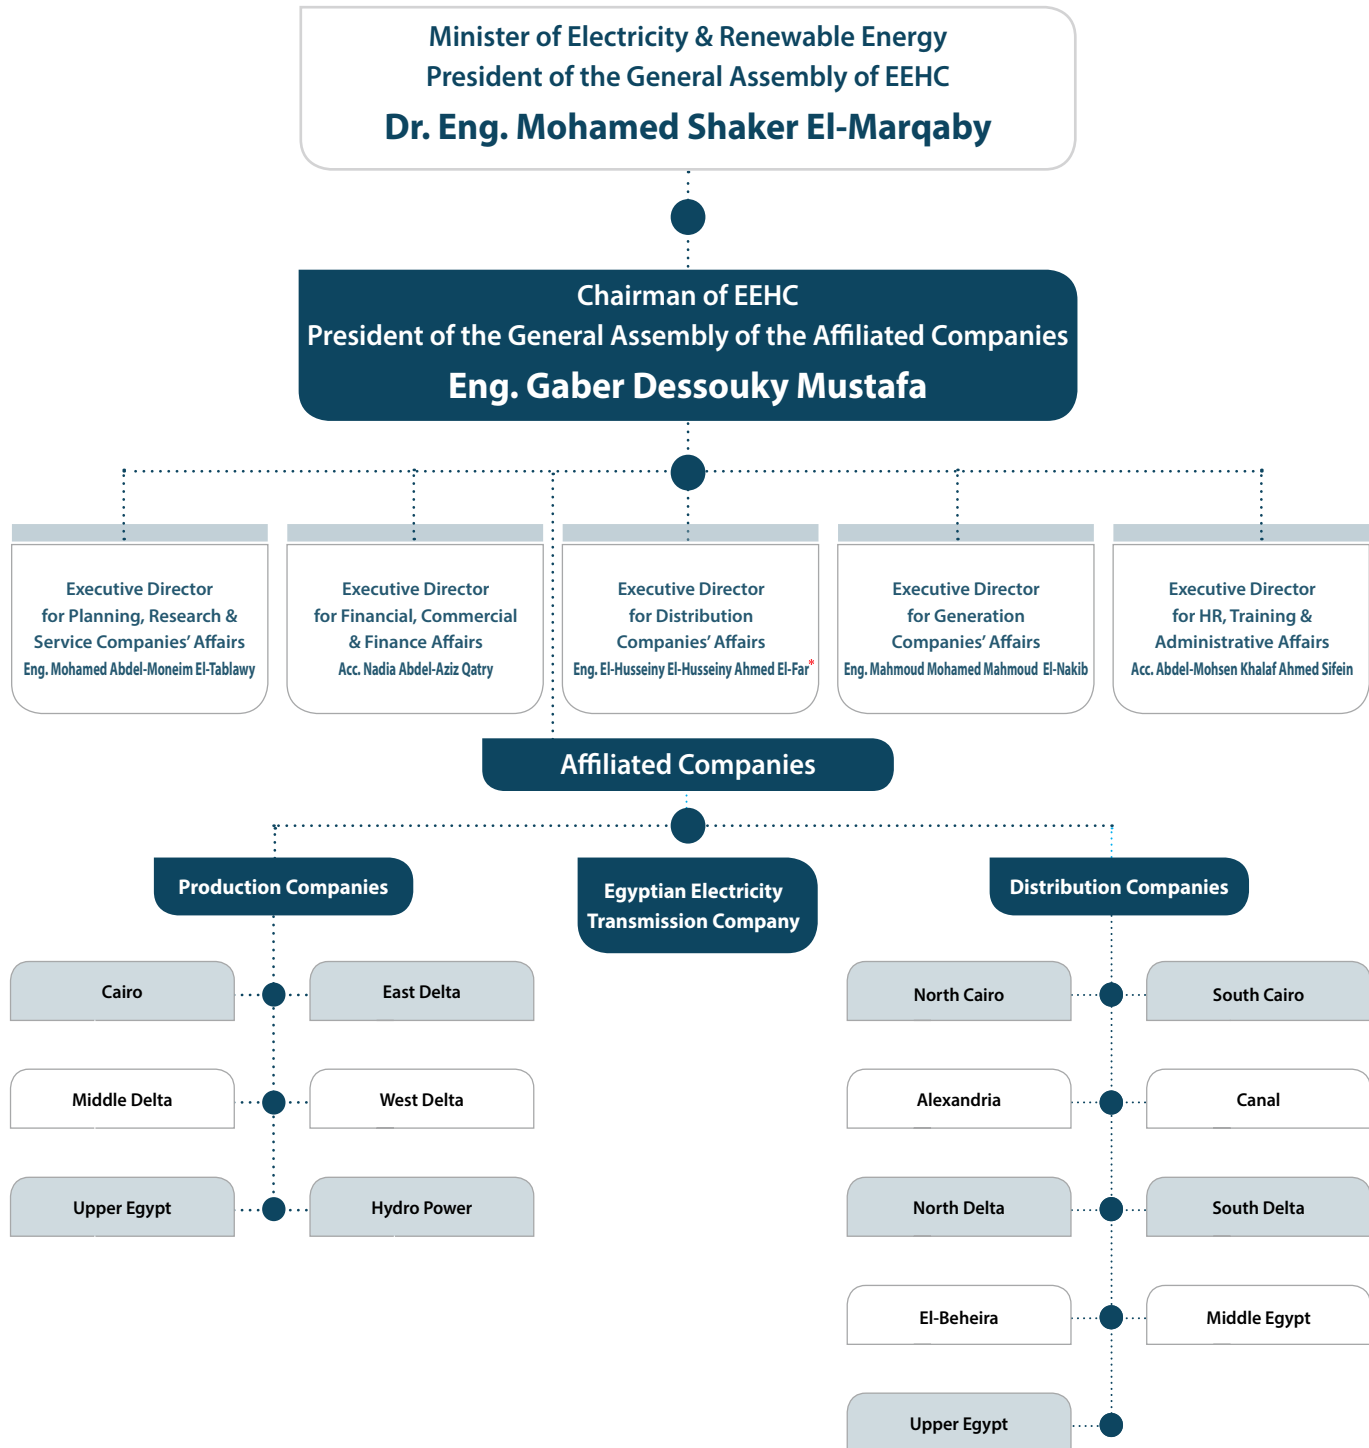 Minister of Electricity & Renewable Energy
President of the General Assembly of EEHC
Dr. Eng. Mohamed Shaker El-Marqaby
Chairman of EEHC
President of the General Assembly of the Affiliated Companies
Eng. Gaber Dessouky Mustafa
Executive Director
for Planning, Research &
Service Companies' Affairs
Eng. Mohamed Abdel-Moneim El-Tablawy
Executive Director
for Financial, Commercial
& Finance Affairs
Acc. Nadia Abdel-Aziz Qatry
Executive Director
for Distribution
Companies' Affairs
Eng. El-Husseiny El-Husseiny Ahmed El-Far*
Executive Director
for Generation
Companies' Affairs
Eng. Mahmoud Mohamed Mahmoud El-Nakib
Executive Director
for HR, Training &
Administrative Affairs
Acc. Abdel-Mohsen Khalaf Ahmed Sifein
Affiliated Companies
Production Companies
Egyptian Electricity
Transmission Company
Distribution Companies
Cairo
East Delta
North Cairo
South Cairo
Middle Delta
West Delta
Alexandria
Canal
Upper Egypt
Hydro Power
North Delta
South Delta
El-Beheira
Middle Egypt
Upper Egypt